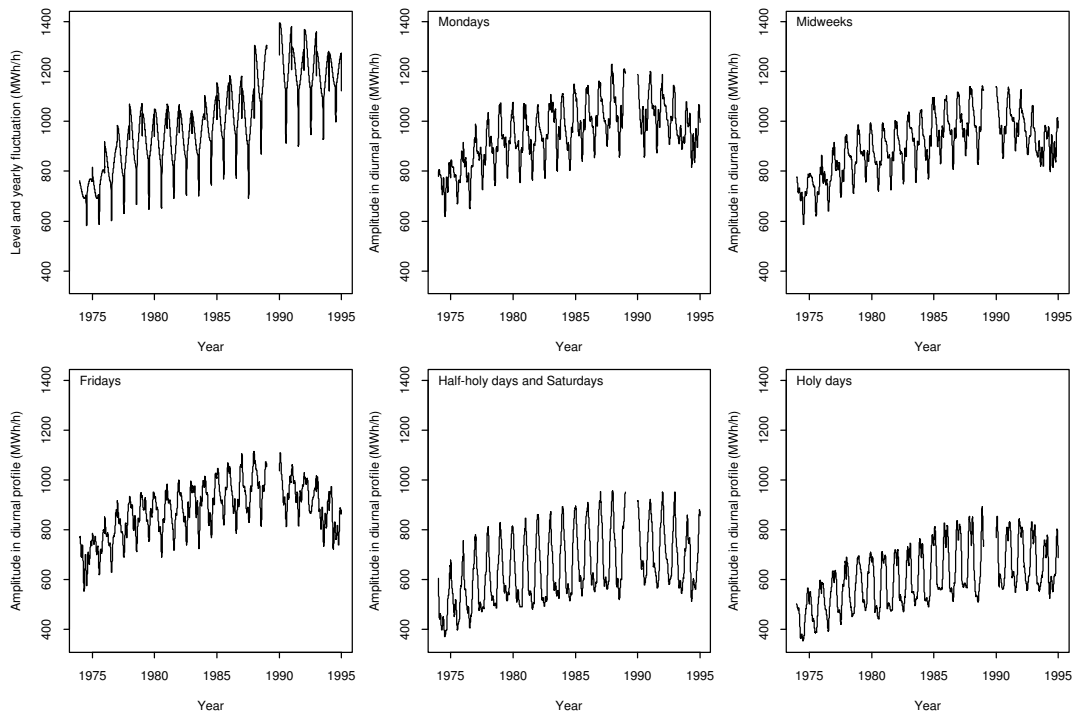 Level and yearly fluctuation (MWh/h)
1400
1200
1000
800
600
400
1975 1980 1985 1990 1995
Year
Mondays
Amplitude in diurnal profile (MWh/h)
1400
1200
1000
800
600
400
1975 1980 1985 1990 1995
Year
Midweeks
Amplitude in diurnal profile (MWh/h)
1400
1200
1000
800
600
400
1975 1980 1985 1990 1995
Year
Fridays
Amplitude in diurnal profile (MWh/h)
1400
1200
1000
800
600
400
1975 1980 1985 1990 1995
Year
Half-holy days and Saturdays
Amplitude in diurnal profile (MWh/h)
1400
1200
1000
800
600
400
1975 1980 1985 1990 1995
Year
Holy days
Amplitude in diurnal profile (MWh/h)
1400
1200
1000
800
600
400
1975 1980 1985 1990 1995
Year